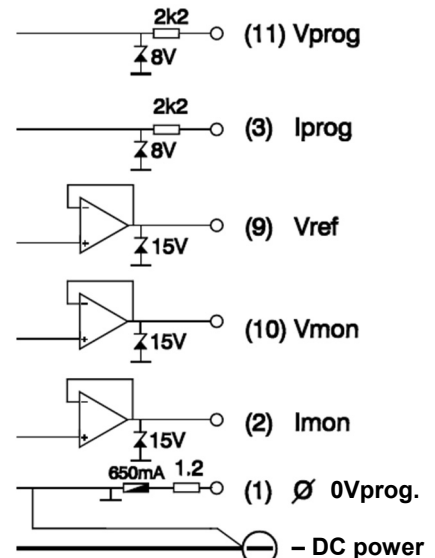 2k2
(11) Vprog
8V
2k2
(3) Iprog
8V
(9) Vref
15V
(10) Vmon
15V
(2) Imon
15V
650mA 1.2
(1) Ø 0Vprog.
– DC power